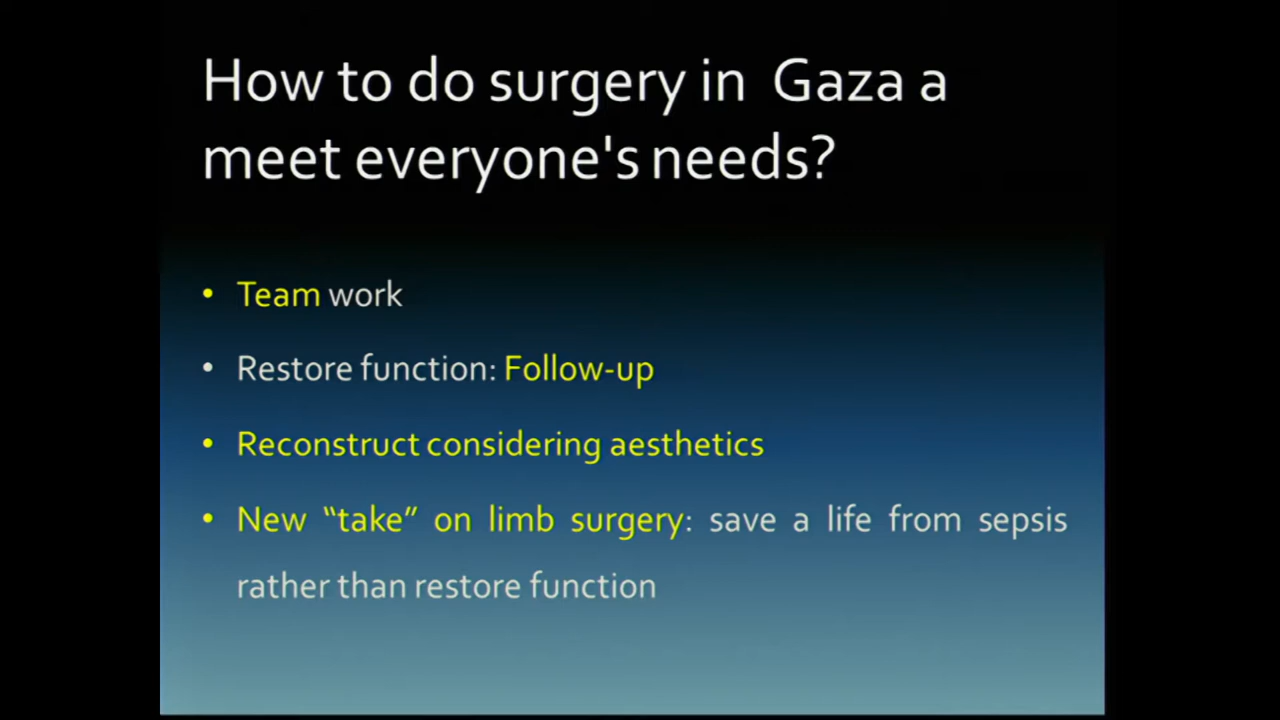 How to do surgery in Gaza a
meet everyone's needs?
• Team work
• Restore function: Follow-up
• Reconstruct considering aesthetics
• New “take” on limb surgery: save a life from sepsis
rather than restore function